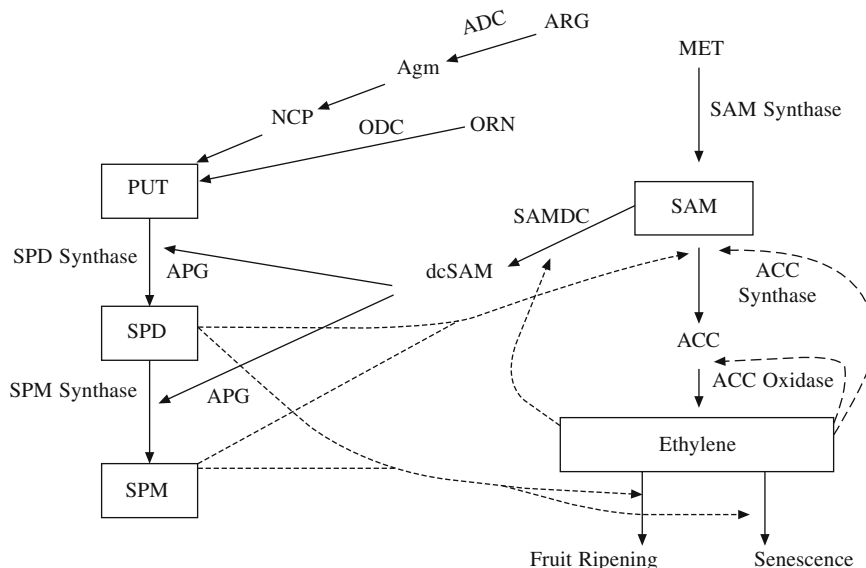 ADC
ARG
Agm
MET
NCP
ODC
ORN
SAM Synthase
PUT
SAMDC
SAM
SPD Synthase
APG
dcSAM
ACC
Synthase
SPD
ACC
SPM Synthase
APG
ACC Oxidase
Ethylene
SPM
Fruit Ripening
Senescence